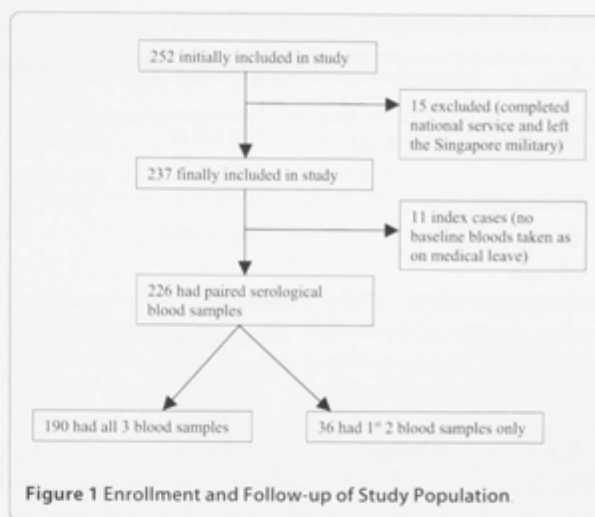 252 initially included in study
15 excluded (completed
national service and left
the Singapore military)
237 finally included in study
11 index cases (no
baseline bloods taken as
on medical leave)
226 had paired serological
blood samples
190 had all 3 blood samples
36 had 1st 2 blood samples only
Figure 1 Enrollment and Follow-up of Study Population.